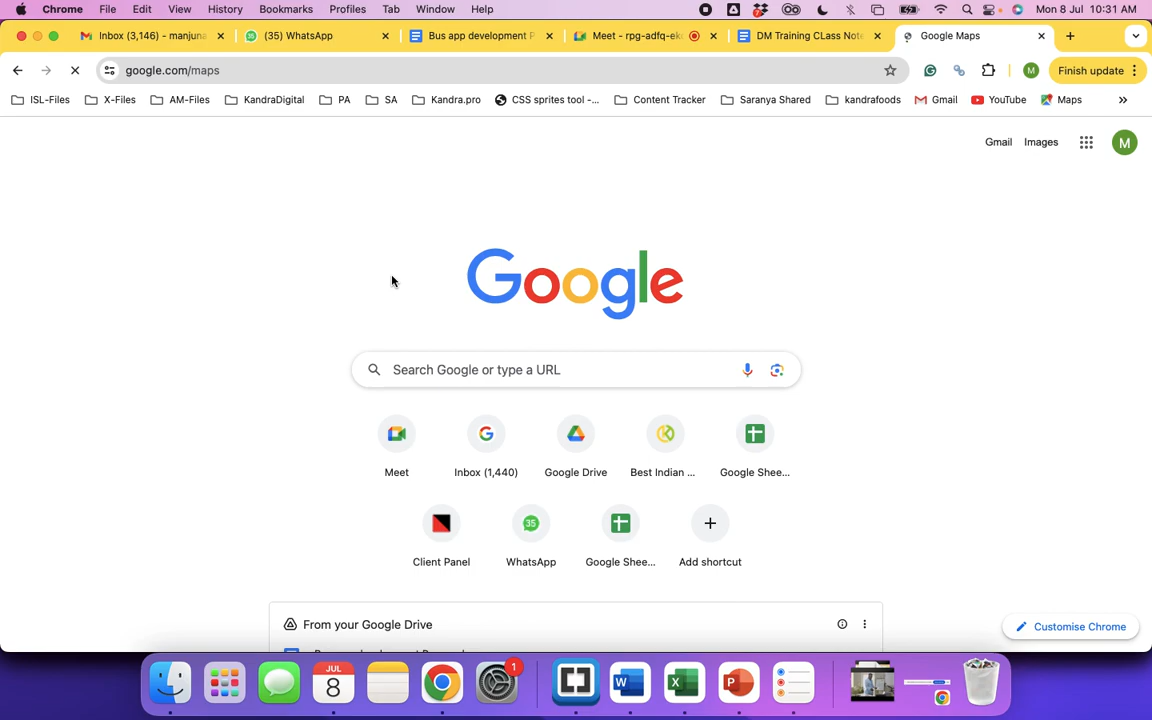 Chrome File Edit View History Bookmarks Profiles Tab Window Help Mon 8 Jul 10:31 AM
Inbox (3,146) - manjuna (35) WhatsApp Bus app development P Meet - rpg-adfq-ek DM Training CLass Note Google Maps
google.com/maps M Finish update
ISL-Files X-Files AM-Files KandraDigital PA SA Kandra.pro CSS sprites tool -... Content Tracker Saranya Shared kandrafoods Gmail YouTube Maps »
Gmail Images M
Google
Search Google or type a URL
Meet Inbox (1,440) Google Drive Best Indian ... Google Shee...
35
Client Panel WhatsApp Google Shee... Add shortcut
From your Google Drive
Customise Chrome
JUL
8
1